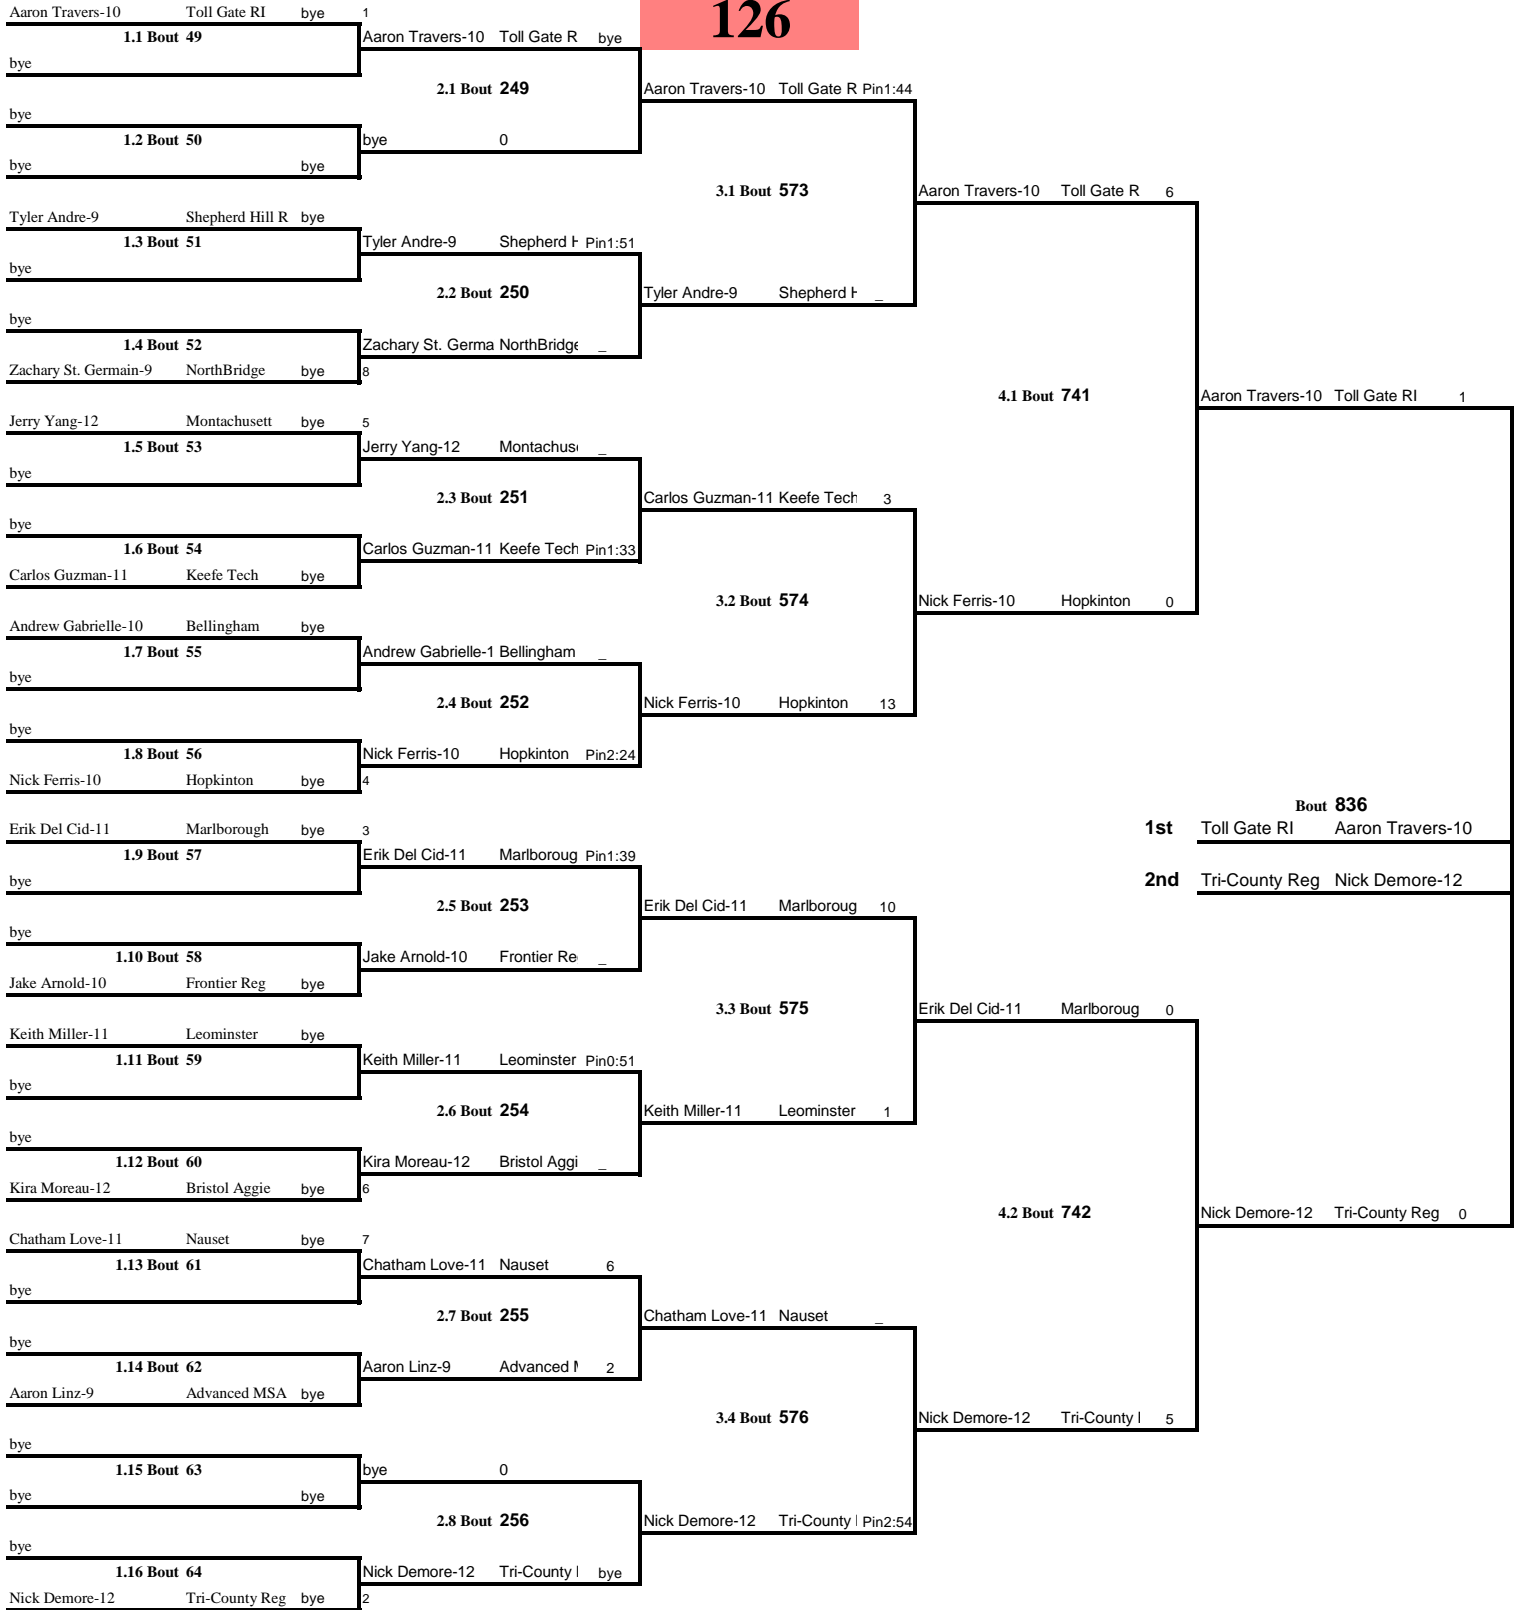 126
Aaron Travers-10 Toll Gate RI bye 1
1.1 Bout 49
bye
bye
1.2 Bout 50
bye bye
Tyler Andre-9 Shepherd Hill R bye
1.3 Bout 51
bye
bye
1.4 Bout 52
Zachary St. Germain-9 NorthBridge bye 8
Jerry Yang-12 Montachusett bye 5
1.5 Bout 53
bye
bye
1.6 Bout 54
Carlos Guzman-11 Keefe Tech bye
Andrew Gabrielle-10 Bellingham bye
1.7 Bout 55
bye
bye
1.8 Bout 56
Nick Ferris-10 Hopkinton bye 4
Erik Del Cid-11 Marlborough bye 3
1.9 Bout 57
bye
bye
1.10 Bout 58
Jake Arnold-10 Frontier Reg bye
Keith Miller-11 Leominster bye
1.11 Bout 59
bye
bye
1.12 Bout 60
Kira Moreau-12 Bristol Aggie bye 6
Chatham Love-11 Nauset bye 7
1.13 Bout 61
bye
bye
1.14 Bout 62
Aaron Linz-9 Advanced MSA bye
bye
1.15 Bout 63
bye bye
bye
1.16 Bout 64
Nick Demore-12 Tri-County Reg bye 2
Aaron Travers-10 Toll Gate R bye
2.1 Bout 249
bye 0
Tyler Andre-9 Shepherd H Pin1:51
2.2 Bout 250
Zachary St. Germa NorthBridge _
Jerry Yang-12 Montachuse _
2.3 Bout 251
Carlos Guzman-11 Keefe Tech Pin1:33
Andrew Gabrielle-1 Bellingham _
2.4 Bout 252
Nick Ferris-10 Hopkinton Pin2:24
Erik Del Cid-11 Marlboroug Pin1:39
2.5 Bout 253
Jake Arnold-10 Frontier Re _
Keith Miller-11 Leominster Pin0:51
2.6 Bout 254
Kira Moreau-12 Bristol Aggi _
Chatham Love-11 Nauset 6
2.7 Bout 255
Aaron Linz-9 Advanced 2
bye 0
2.8 Bout 256
Nick Demore-12 Tri-County bye
Aaron Travers-10 Toll Gate R Pin1:44
3.1 Bout 573
Tyler Andre-9 Shepherd H _
Carlos Guzman-11 Keefe Tech 3
3.2 Bout 574
Nick Ferris-10 Hopkinton 13
Erik Del Cid-11 Marlboroug 10
3.3 Bout 575
Keith Miller-11 Leominster 1
Chatham Love-11 Nauset _
3.4 Bout 576
Nick Demore-12 Tri-County Pin2:54
Aaron Travers-10 Toll Gate R 6
4.1 Bout 741
Nick Ferris-10 Hopkinton 0
Erik Del Cid-11 Marlboroug 0
4.2 Bout 742
Nick Demore-12 Tri-County 5
Aaron Travers-10 Toll Gate RI 1
Bout 836
1st Toll Gate RI Aaron Travers-10
2nd Tri-County Reg Nick Demore-12
Nick Demore-12 Tri-County Reg 0